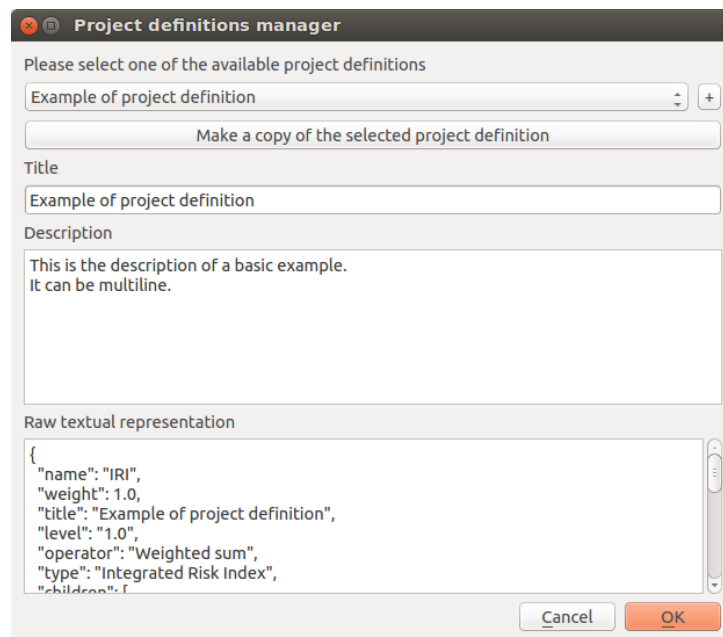 Project definitions manager
Please select one of the available project definitions
Example of project definition
+
Make a copy of the selected project definition
Title
Example of project definition
Description
This is the description of a basic example.
It can be multiline.
Raw textual representation
{
"name": "IRI",
"weight": 1.0,
"title": "Example of project definition",
"level": "1.0",
"operator": "Weighted sum",
"type": "Integrated Risk Index",
"children": [
Cancel
OK